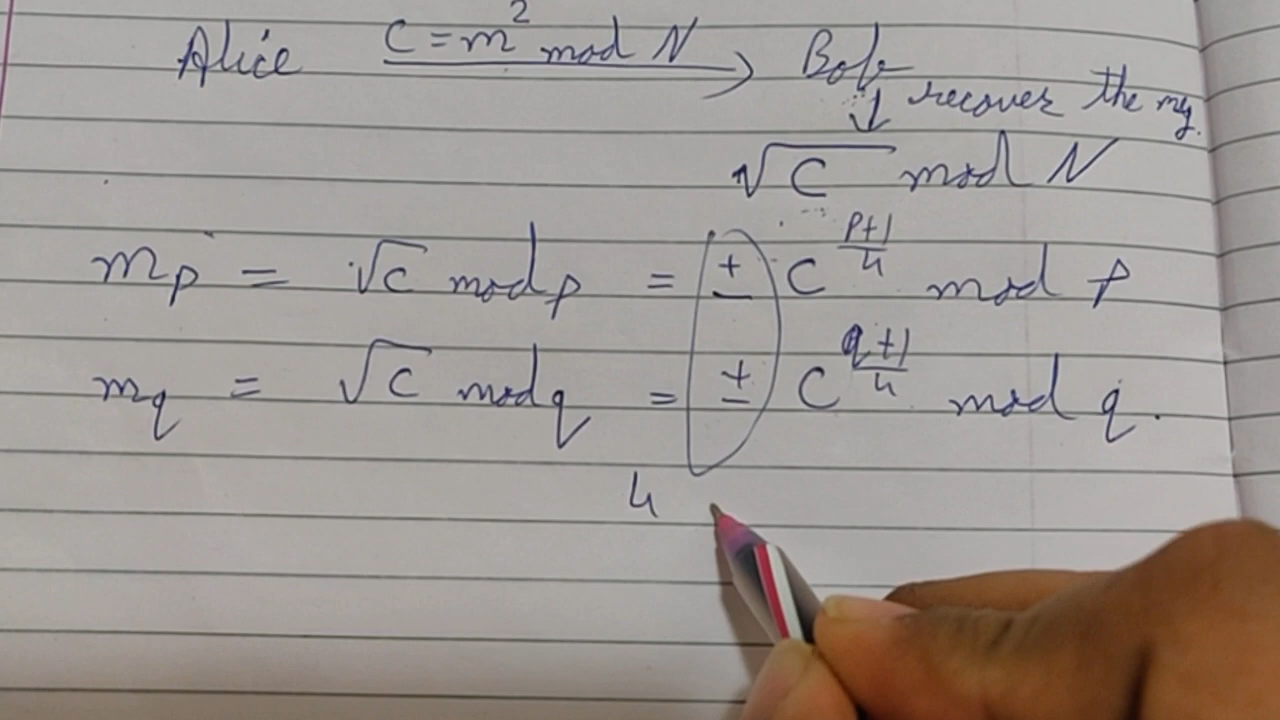 Alice C = m² mod N Bob
↓ recover the msg.
√C mod N
mp = √c mod p = ± C^(p+1)/4 mod p
mq = √c mod q = ± C^(q+1)/4 mod q.
4